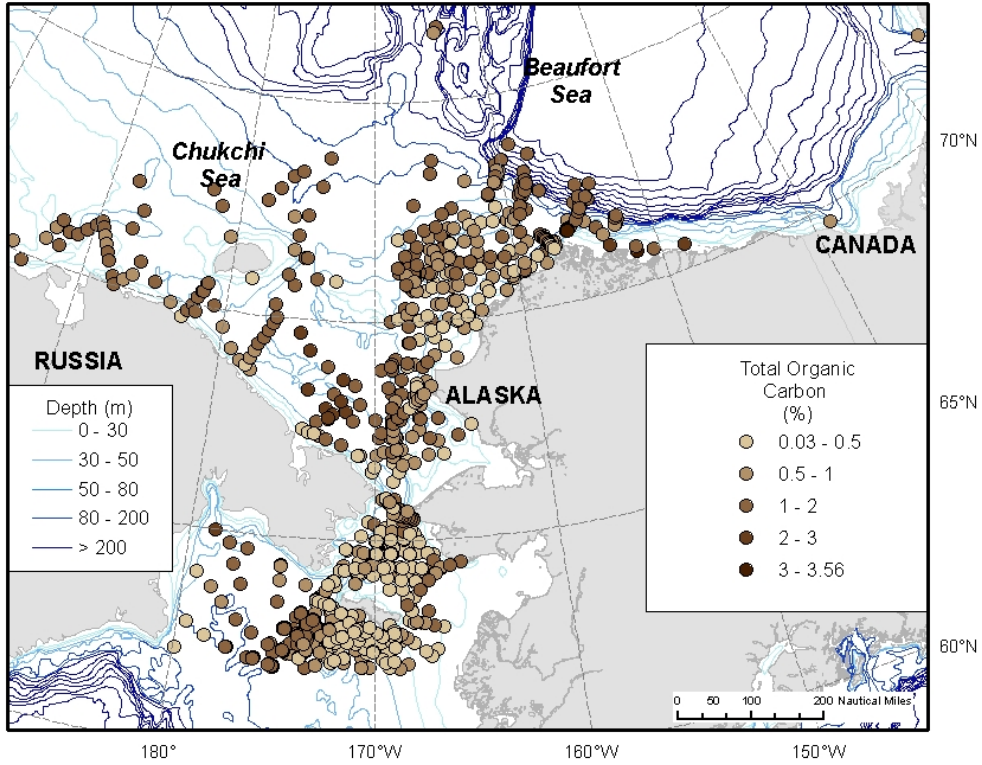 Beaufort
Sea
Chukchi
Sea
70°N
CANADA
RUSSIA
ALASKA
65°N
Depth (m)
0 - 30
30 - 50
50 - 80
80 - 200
> 200
Total Organic
Carbon
(%)
0.03 - 0.5
0.5 - 1
1 - 2
2 - 3
3 - 3.56
60°N
0 50 100 200 Nautical Miles
180° 170°W 160°W 150°W